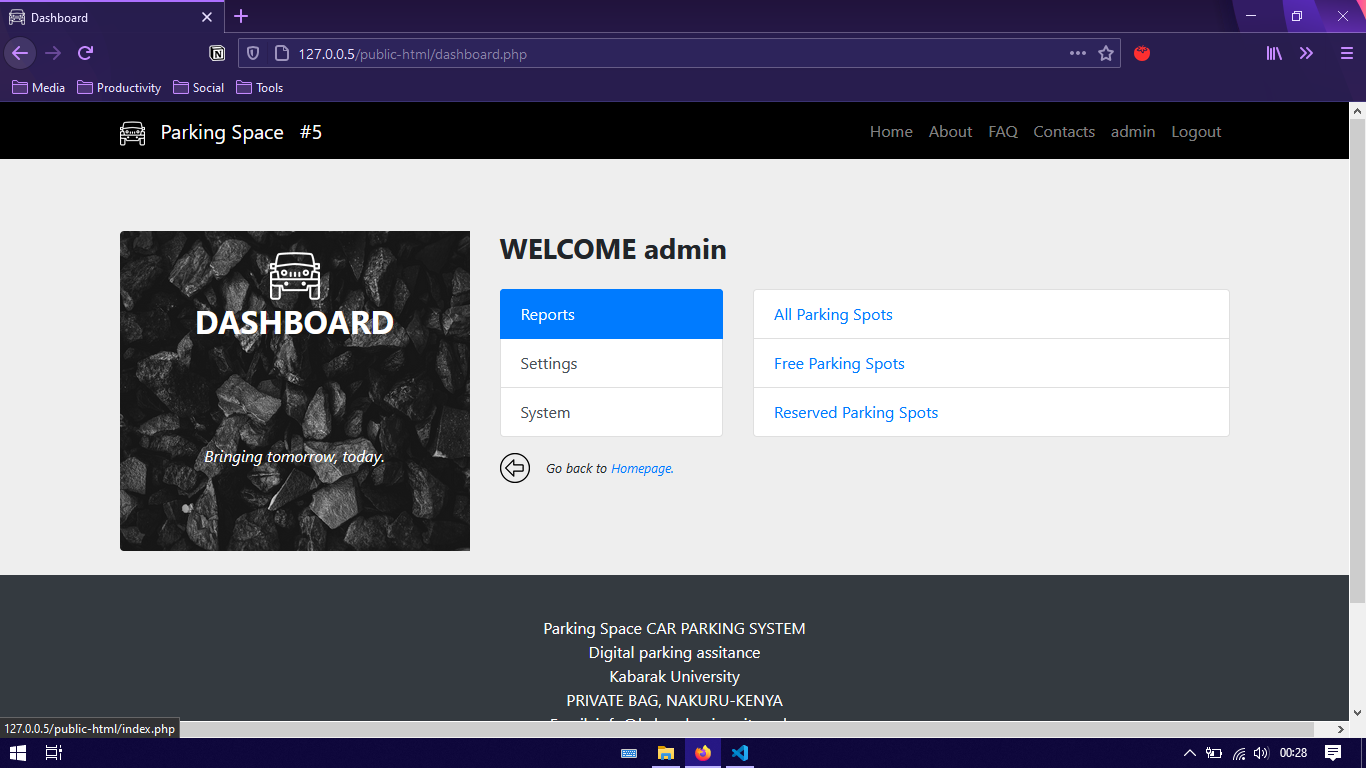 Dashboard
127.0.0.5/public-html/dashboard.php
Media Productivity Social Tools
Parking Space #5
Home About FAQ Contacts admin Logout
DASHBOARD
Bringing tomorrow, today.
WELCOME admin
Reports
Settings
System
All Parking Spots
Free Parking Spots
Reserved Parking Spots
Go back to Homepage.
Parking Space CAR PARKING SYSTEM
Digital parking assitance
Kabarak University
PRIVATE BAG, NAKURU-KENYA
127.0.0.5/public-html/index.php
00:28